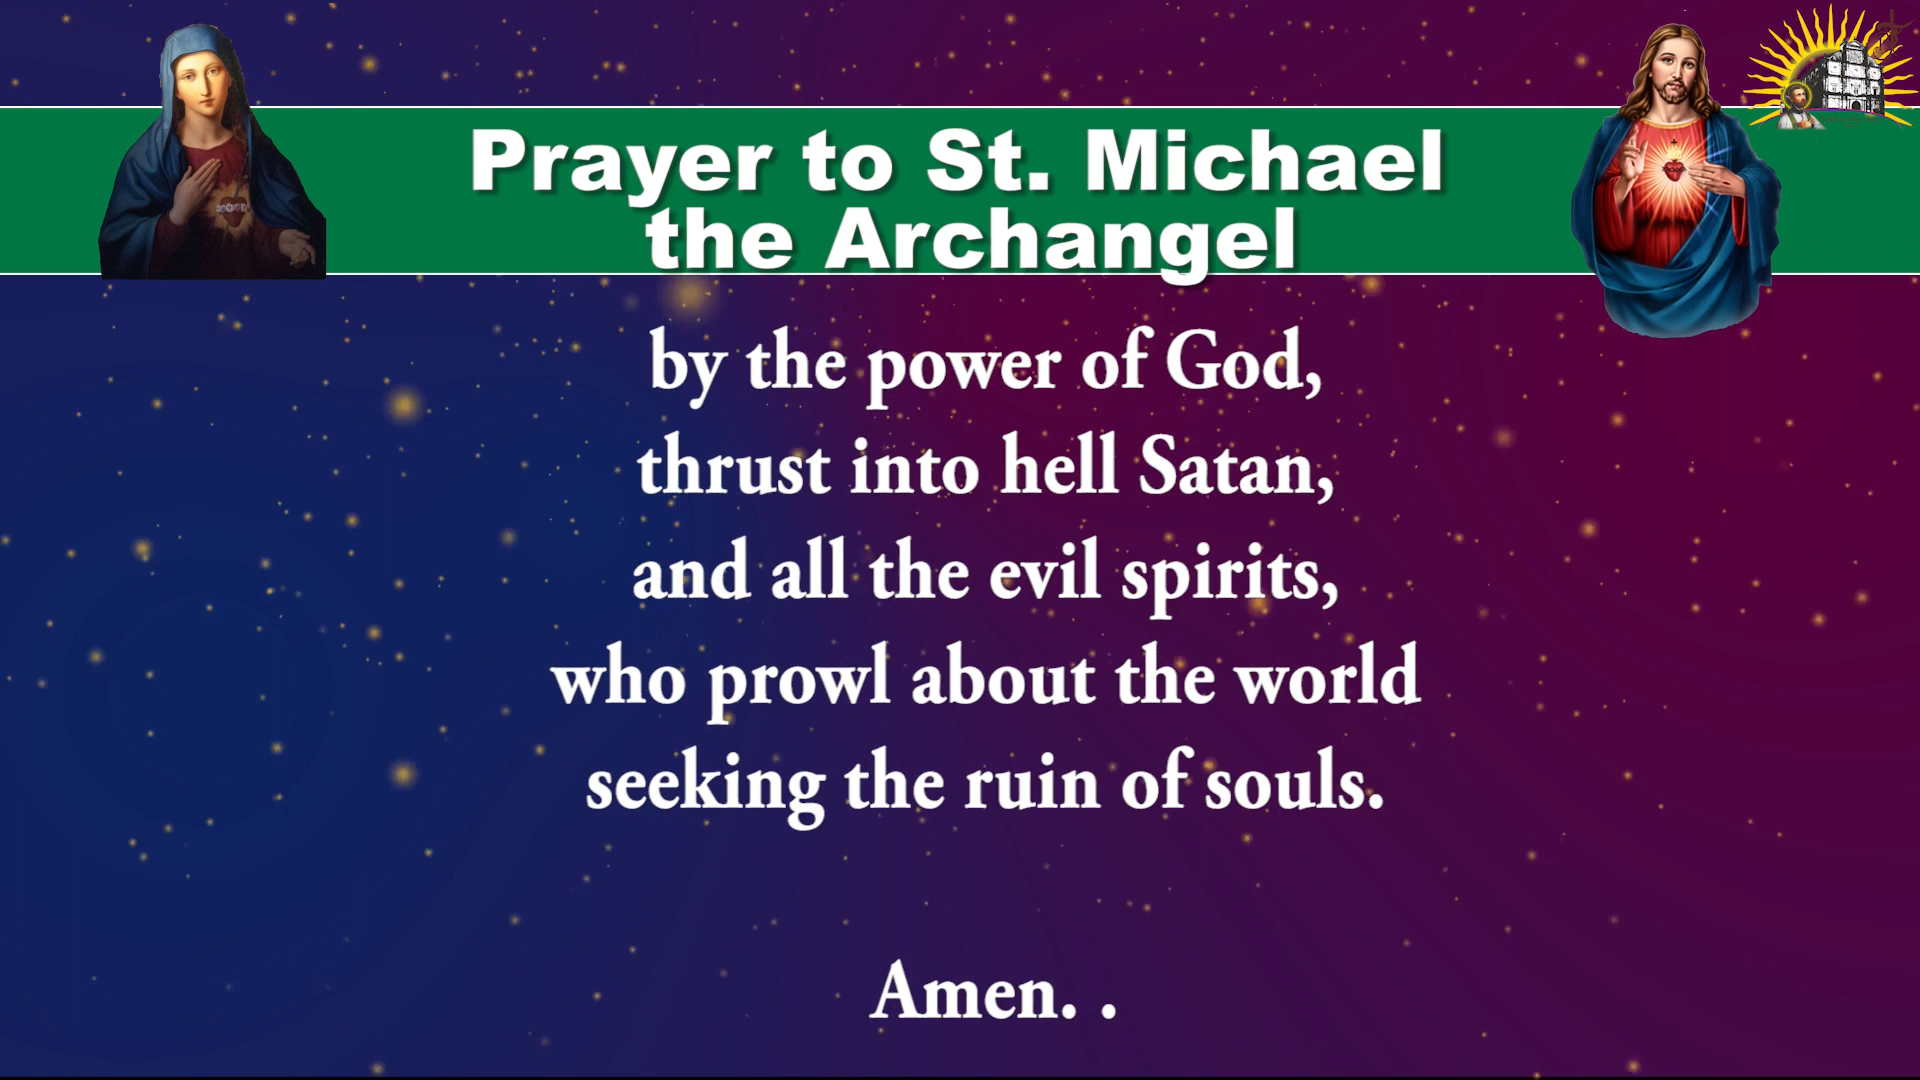 Prayer to St. Michael
the Archangel
by the power of God,
thrust into hell Satan,
and all the evil spirits,
who prowl about the world
seeking the ruin of souls.
Amen. .